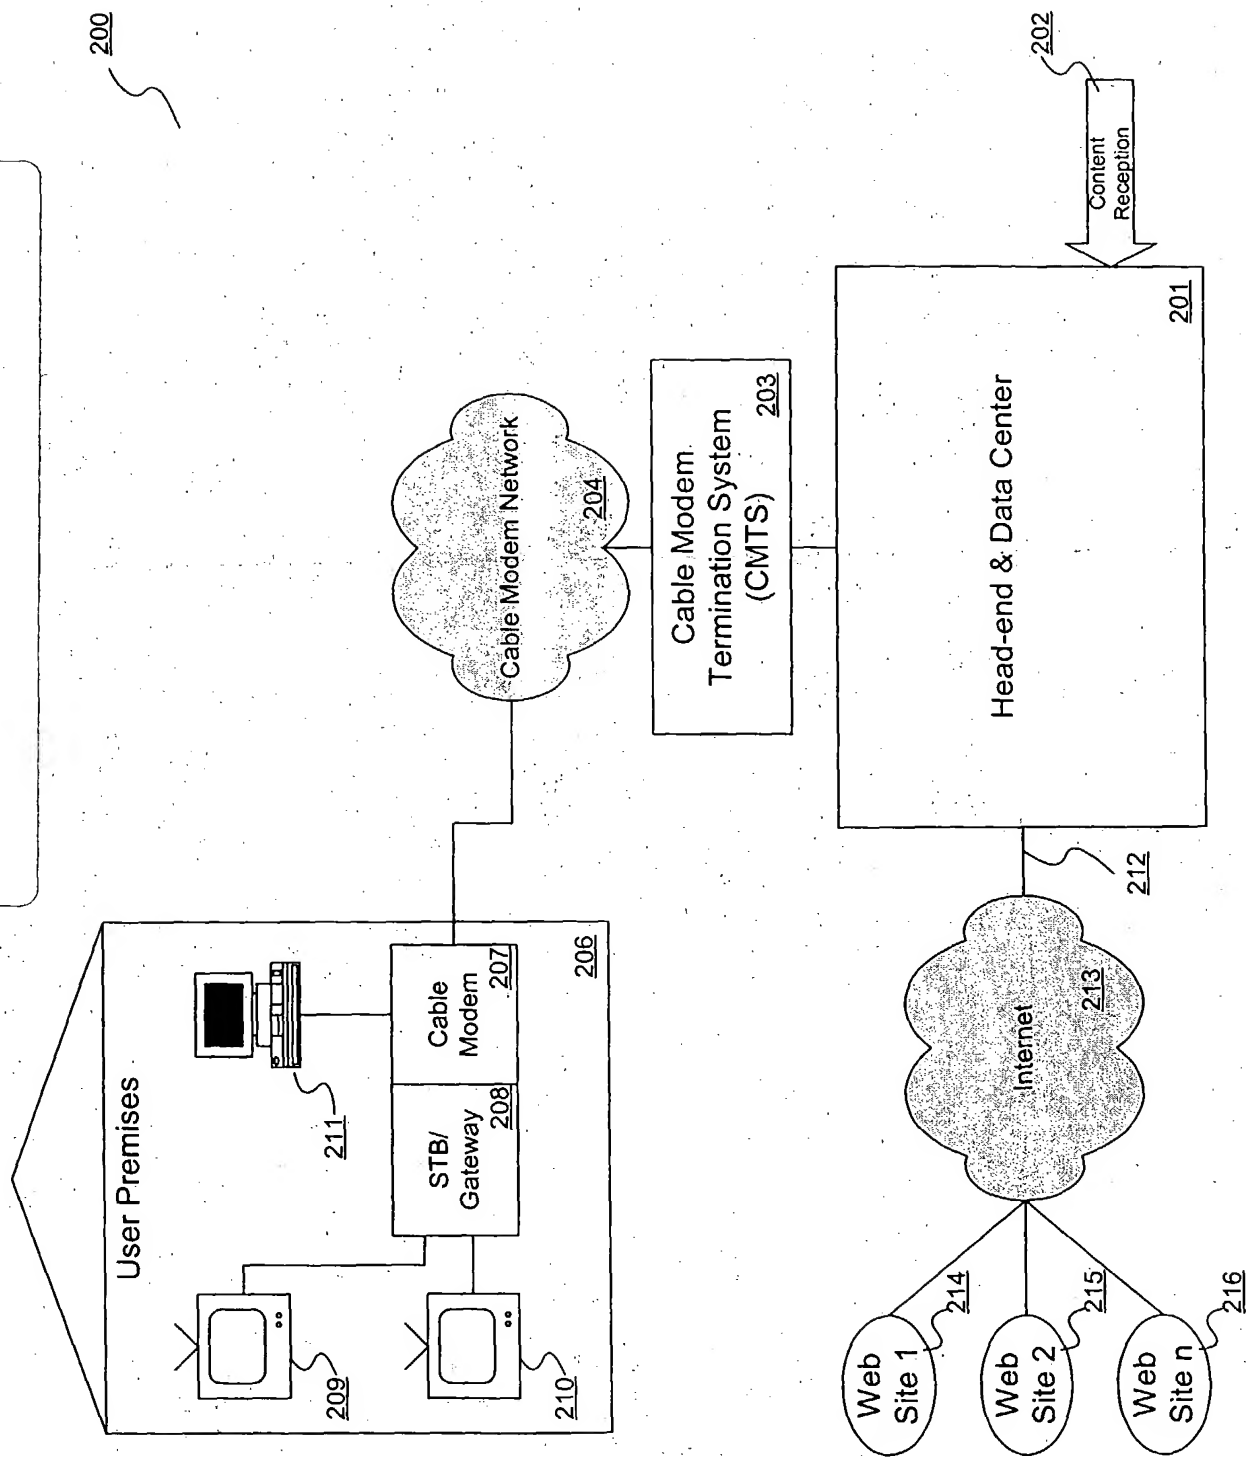 200
User Premises
209
210
211
STB/
Gateway
208
Cable
Modem
207
206
Cable Modem Network
204
Cable Modem
Termination System
(CMTS)
203
Head-end & Data Center
201
Content
Reception
202
212
Internet
213
Web
Site 1
214
Web
Site 2
215
Web
Site n
216